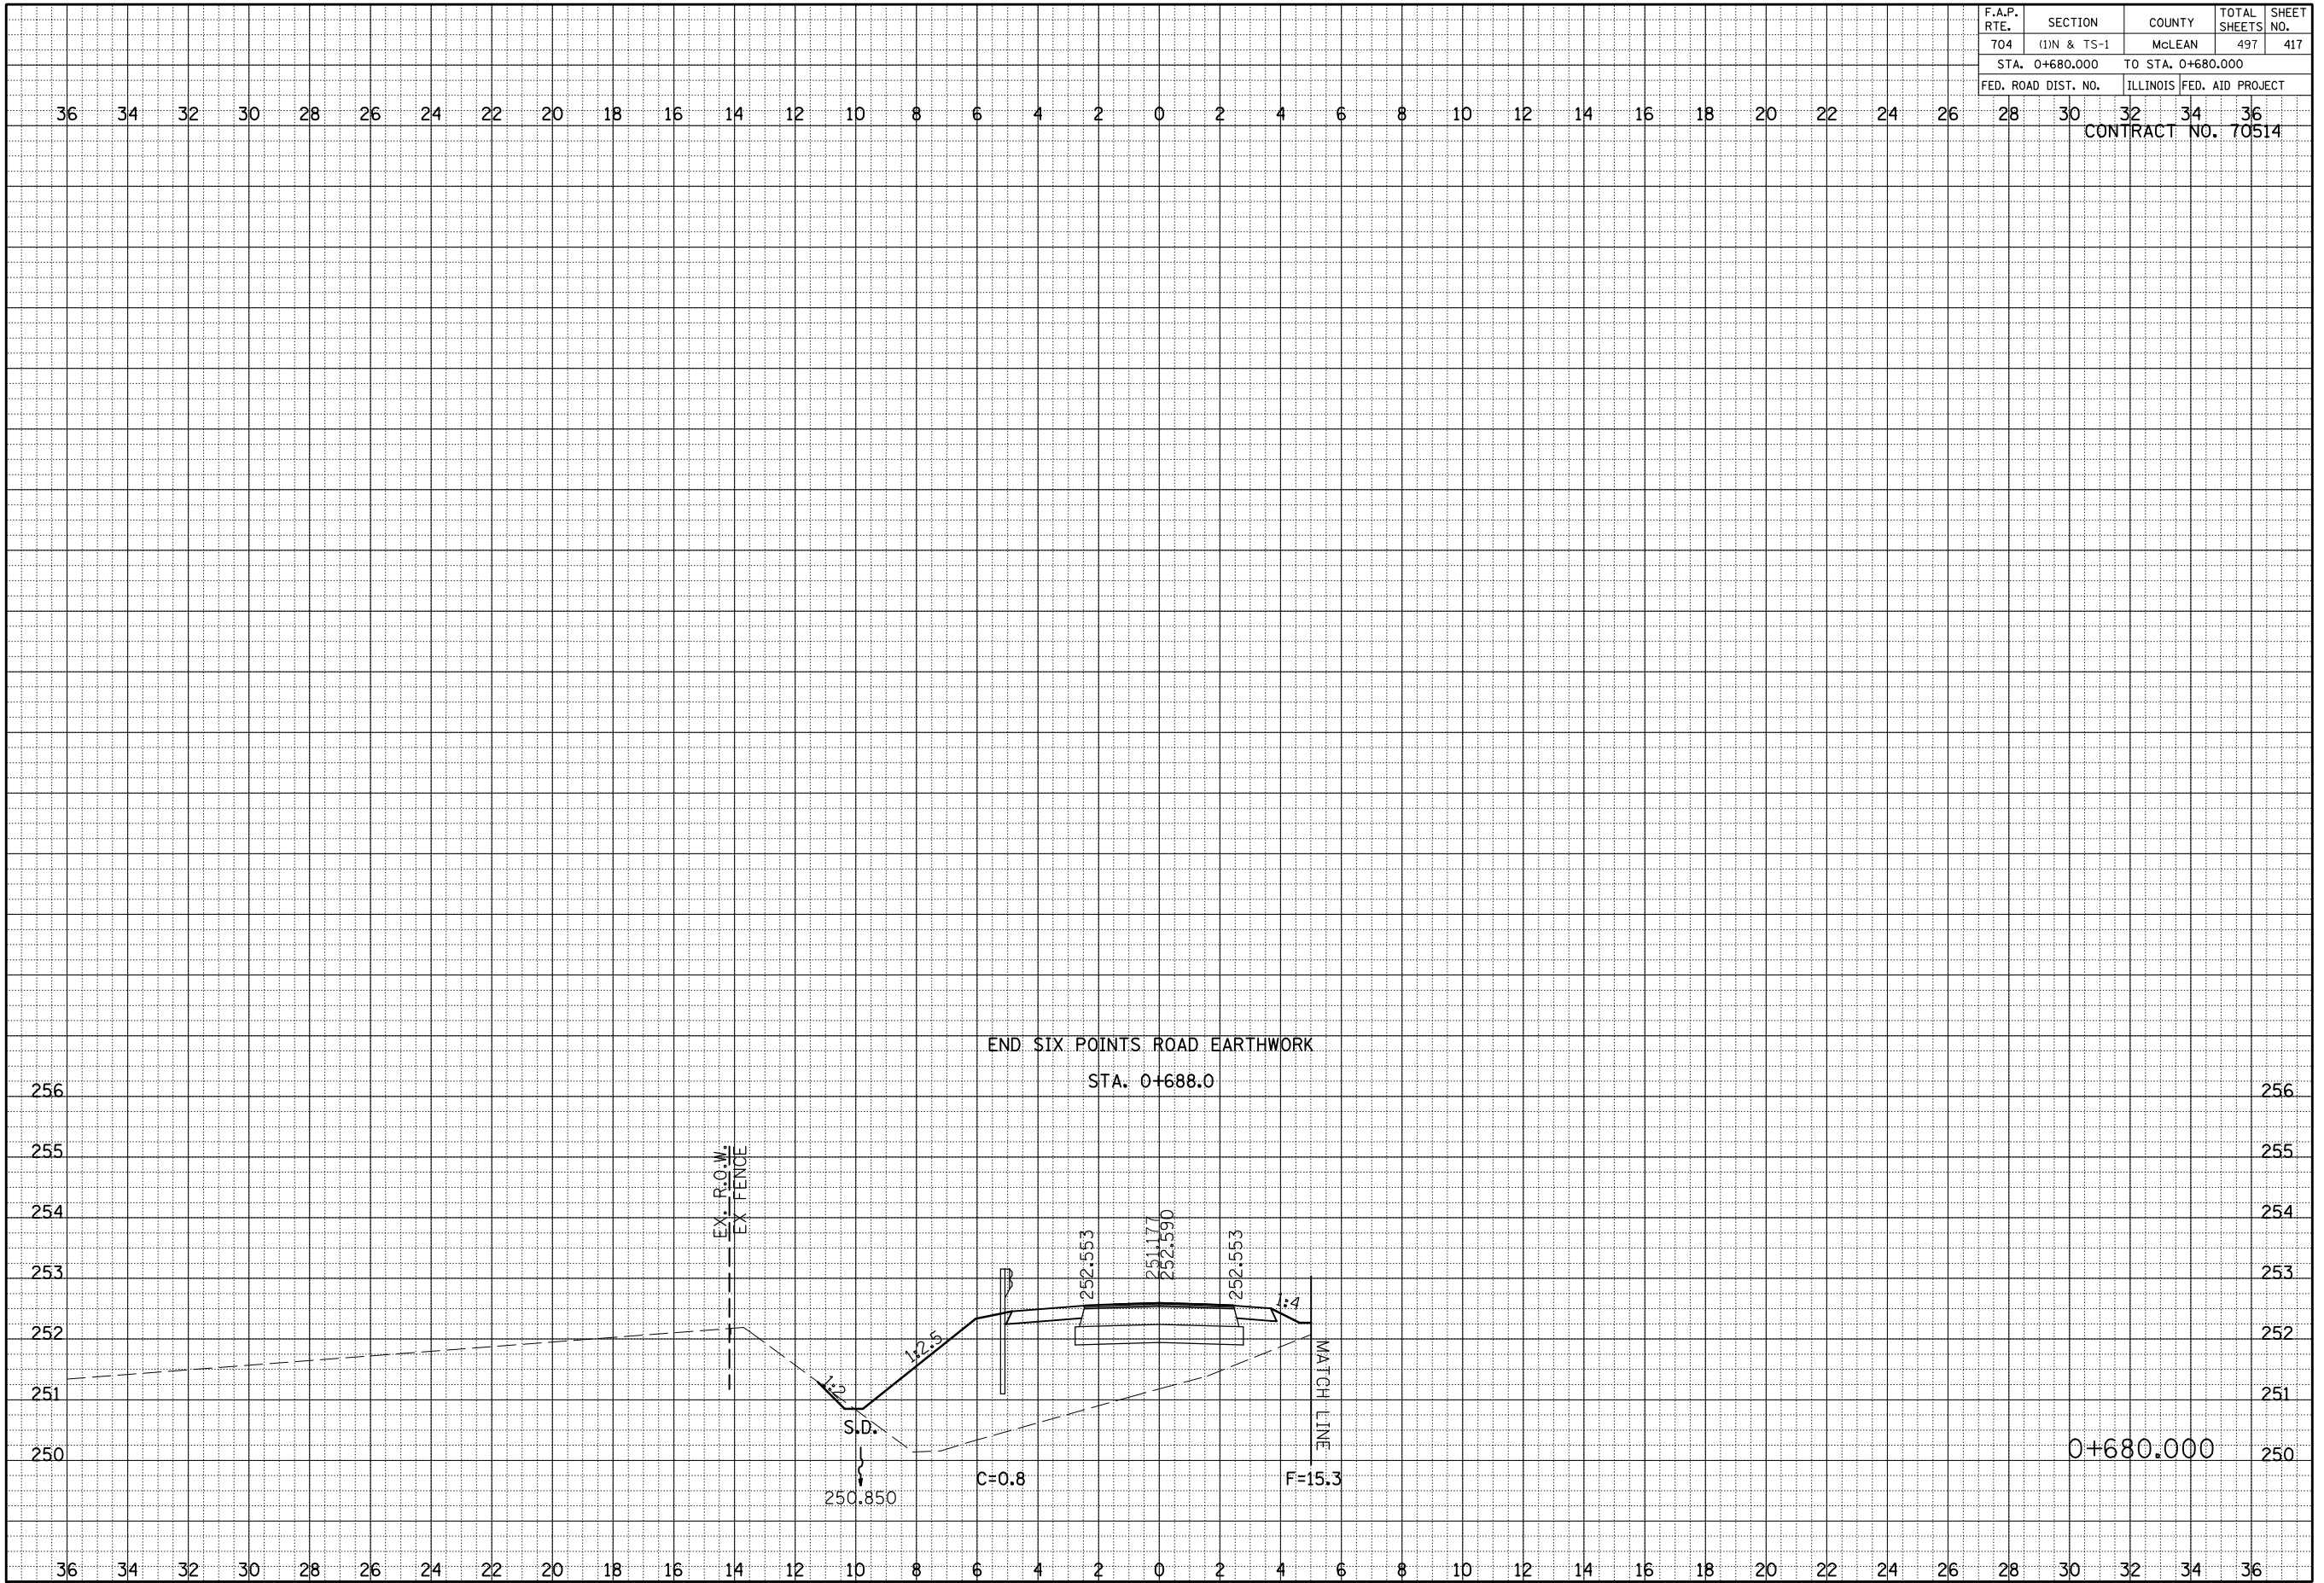 F.A.P. RTE. SECTION COUNTY TOTAL SHEETS SHEET NO.
704 (1)N & TS-1 McLEAN 497 417
STA. 0+680.000 TO STA. 0+680.000
FED. ROAD DIST. NO. ILLINOIS FED. AID PROJECT
36 34 32 30 28 26 24 22 20 18 16 14 12 10 8 6 4 2 0 2 4 6 8 10 12 14 16 18 20 22 24 26 28 30 32 34 36
CONTRACT NO. 70514
END SIX POINTS ROAD EARTHWORK
STA. 0+688.0
256 256
255 255
EX. R.O.W.
EX FENCE
254 254
253 253
252.553
251.177
252.590
252.553
1:4
252 252
1:2.5
MATCH LINE
1:2
251 251
S.D.
250 0+680.000 250
C=0.8 F=15.3
250.850
36 34 32 30 28 26 24 22 20 18 16 14 12 10 8 6 4 2 0 2 4 6 8 10 12 14 16 18 20 22 24 26 28 30 32 34 36